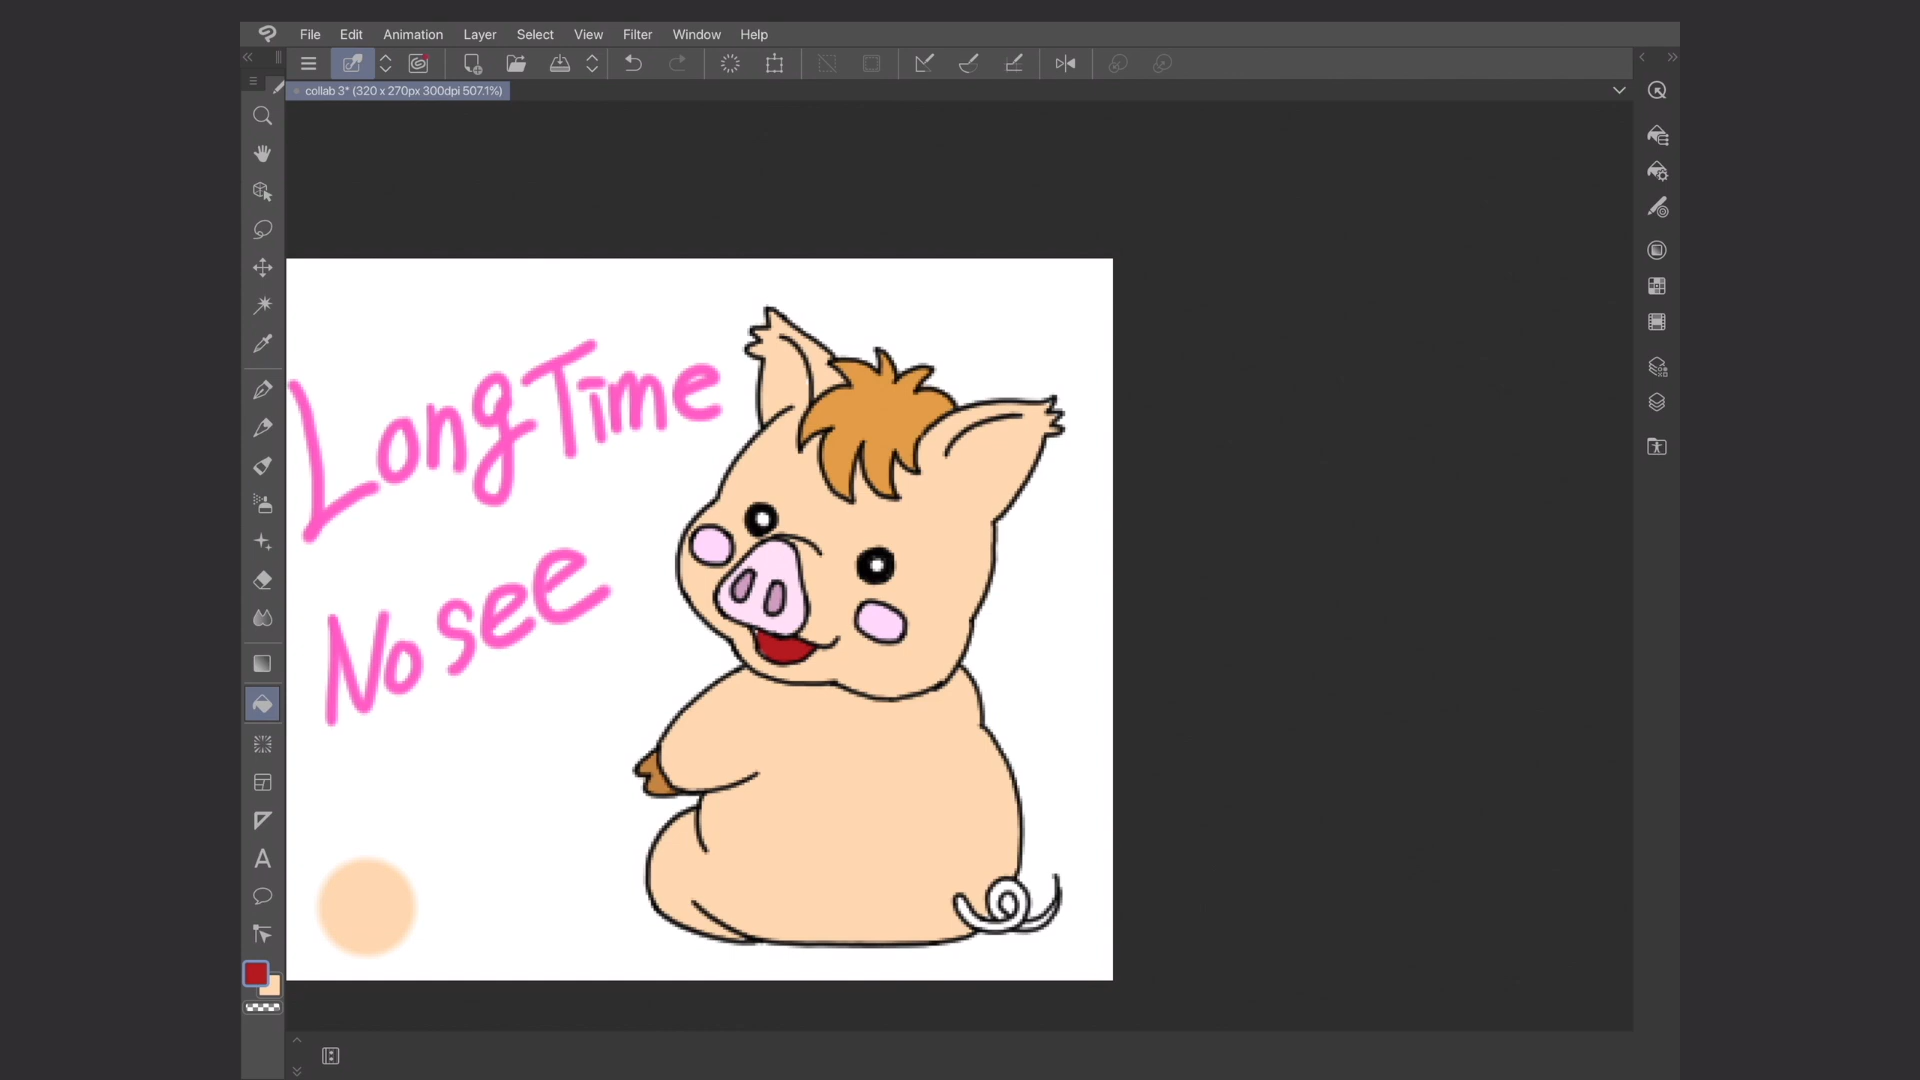 File Edit Animation Layer Select View Filter Window Help
collab 3* (320 x 270px 300dpi 507.1%)
Long Time
No see